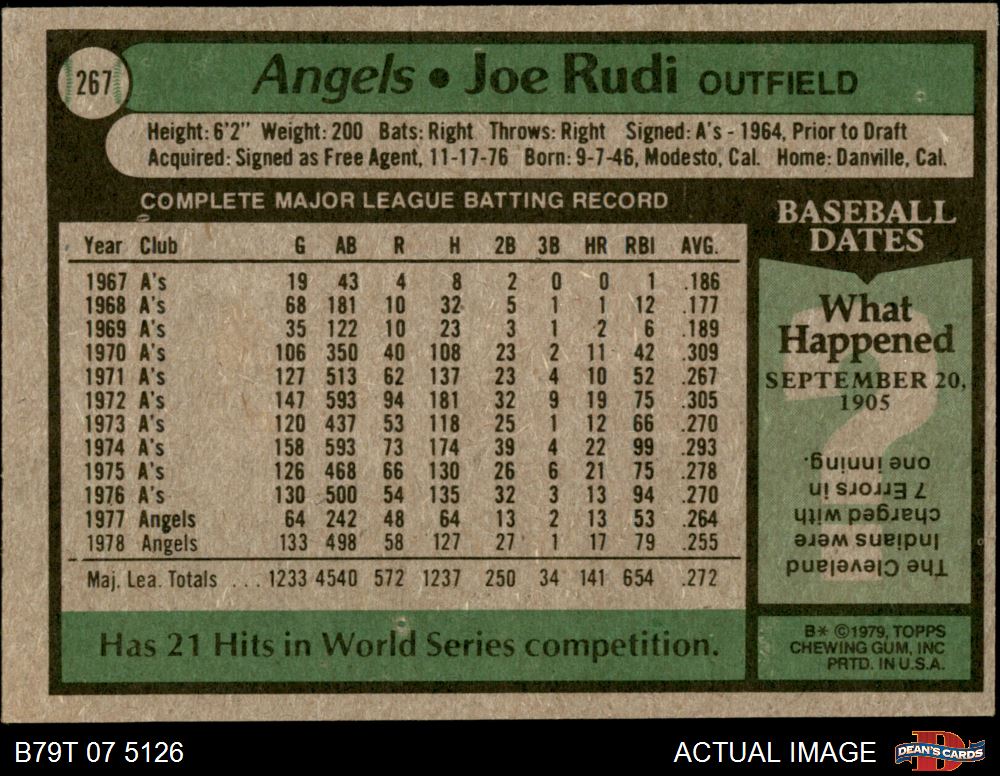 267
Angels • Joe Rudi OUTFIELD
Height: 6'2" Weight: 200 Bats: Right Throws: Right Signed: A's - 1964, Prior to Draft
Acquired: Signed as Free Agent, 11-17-76 Born: 9-7-46, Modesto, Cal. Home: Danville, Cal.
COMPLETE MAJOR LEAGUE BATTING RECORD
Year Club G AB R H 2B 3B HR RBI AVG.
1967 A's 19 43 4 8 2 0 0 1 .186
1968 A's 68 181 10 32 5 1 1 12 .177
1969 A's 35 122 10 23 3 1 2 6 .189
1970 A's 106 350 40 108 23 2 11 42 .309
1971 A's 127 513 62 137 23 4 10 52 .267
1972 A's 147 593 94 181 32 9 19 75 .305
1973 A's 120 437 53 118 25 1 12 66 .270
1974 A's 158 593 73 174 39 4 22 99 .293
1975 A's 126 468 66 130 26 6 21 75 .278
1976 A's 130 500 54 135 32 3 13 94 .270
1977 Angels 64 242 48 64 13 2 13 53 .264
1978 Angels 133 498 58 127 27 1 17 79 .255
Maj. Lea. Totals ... 1233 4540 572 1237 250 34 141 654 .272
Has 21 Hits in World Series competition.
BASEBALL
DATES
What
Happened
SEPTEMBER 20,
1905
The Cleveland
Indians were
charged with
7 Errors in
one inning.
B* ©1979, TOPPS
CHEWING GUM, INC
PRTD. IN U.S.A.
B79T 07 5126
ACTUAL IMAGE
D
DEAN'S CARDS